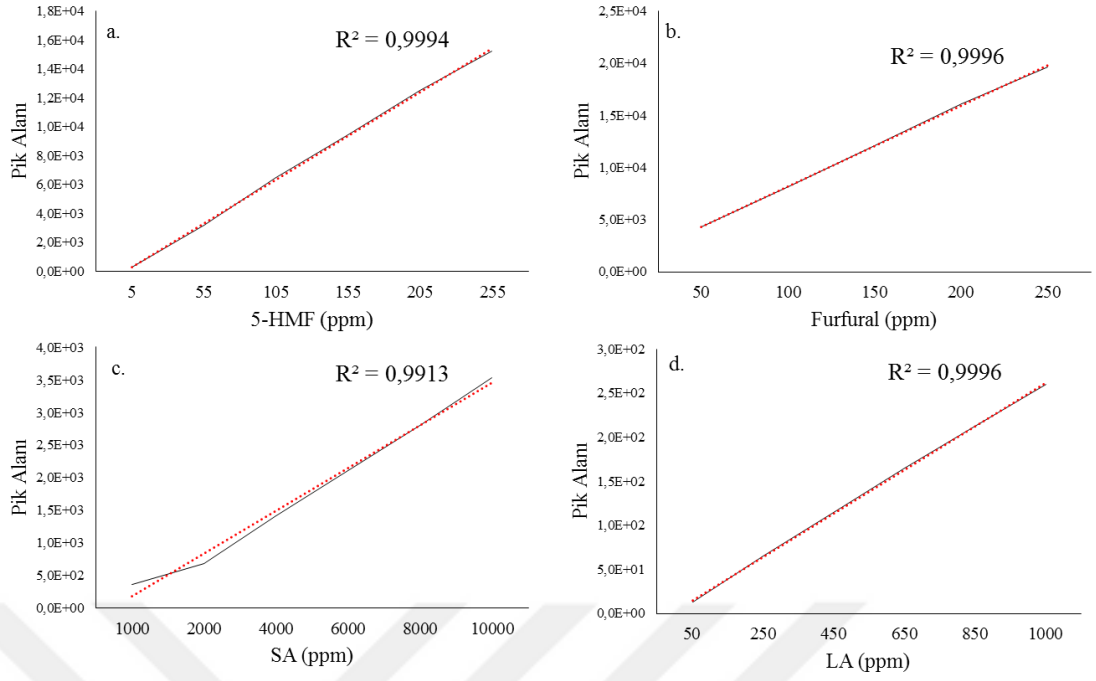 a.
R² = 0,9994
Pik Alanı
1,8E+04
1,6E+04
1,4E+04
1,2E+04
1,0E+04
8,0E+03
6,0E+03
4,0E+03
2,0E+03
0,0E+00
5 55 105 155 205 255
5-HMF (ppm)
b.
R² = 0,9996
Pik Alanı
2,5E+04
2,0E+04
1,5E+04
1,0E+04
5,0E+03
0,0E+00
50 100 150 200 250
Furfural (ppm)
c.
R² = 0,9913
Pik Alanı
4,0E+03
3,5E+03
3,0E+03
2,5E+03
2,0E+03
1,5E+03
1,0E+03
5,0E+02
0,0E+00
1000 2000 4000 6000 8000 10000
SA (ppm)
d.
R² = 0,9996
Pik Alanı
3,0E+02
2,5E+02
2,0E+02
1,5E+02
1,0E+02
5,0E+01
0,0E+00
50 250 450 650 850 1000
LA (ppm)